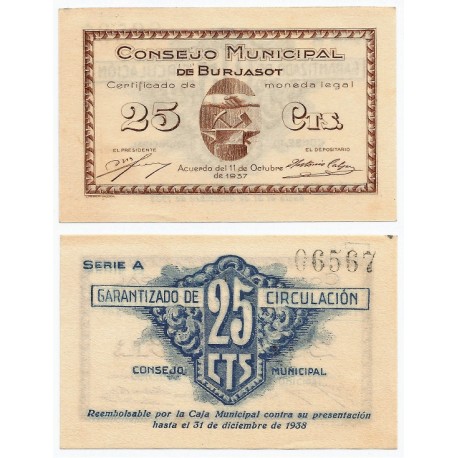 CONSEJO MUNICIPAL
DE BURJASOT
Certificado de moneda legal
25 CTS.
EL PRESIDENTE EL DEPOSITARIO
Acuerdo del 11 de Octubre
de 1937
SERIE A 06567
GARANTIZADO DE CIRCULACIÓN
25
CTS
CONSEJO MUNICIPAL
Reembolsable por la Caja Municipal contra su presentación
hasta el 31 de diciembre de 1938